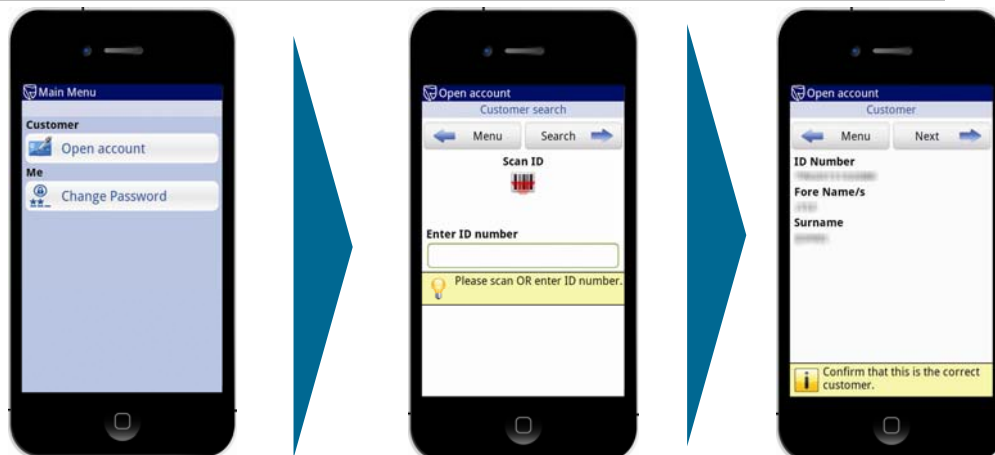 Main Menu
Customer
Open account
Me
Change Password
Open account
Customer search
Menu
Search
Scan ID
Enter ID number
Please scan OR enter ID number.
Open account
Customer
Menu
Next
ID Number
Fore Name/s
Surname
Confirm that this is the correct
customer.